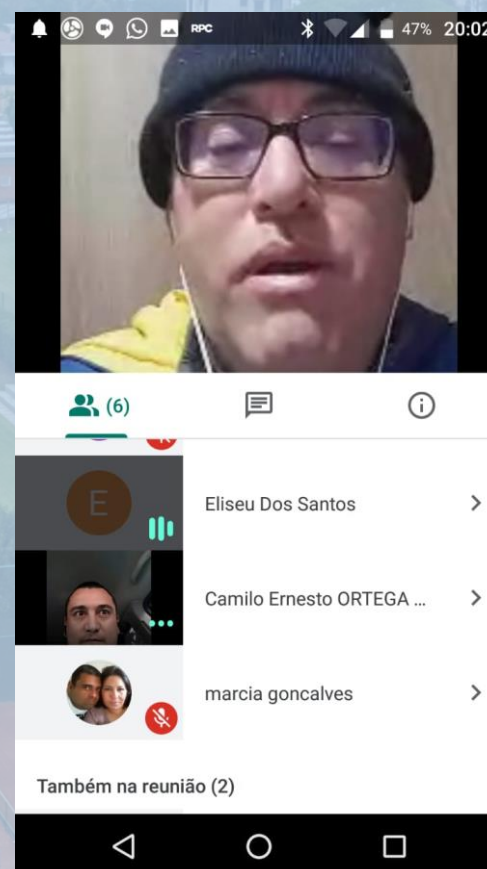 RPC 47% 20:02
(6)
E
Eliseu Dos Santos
Camilo Ernesto ORTEGA ...
marcia goncalves
Também na reunião (2)